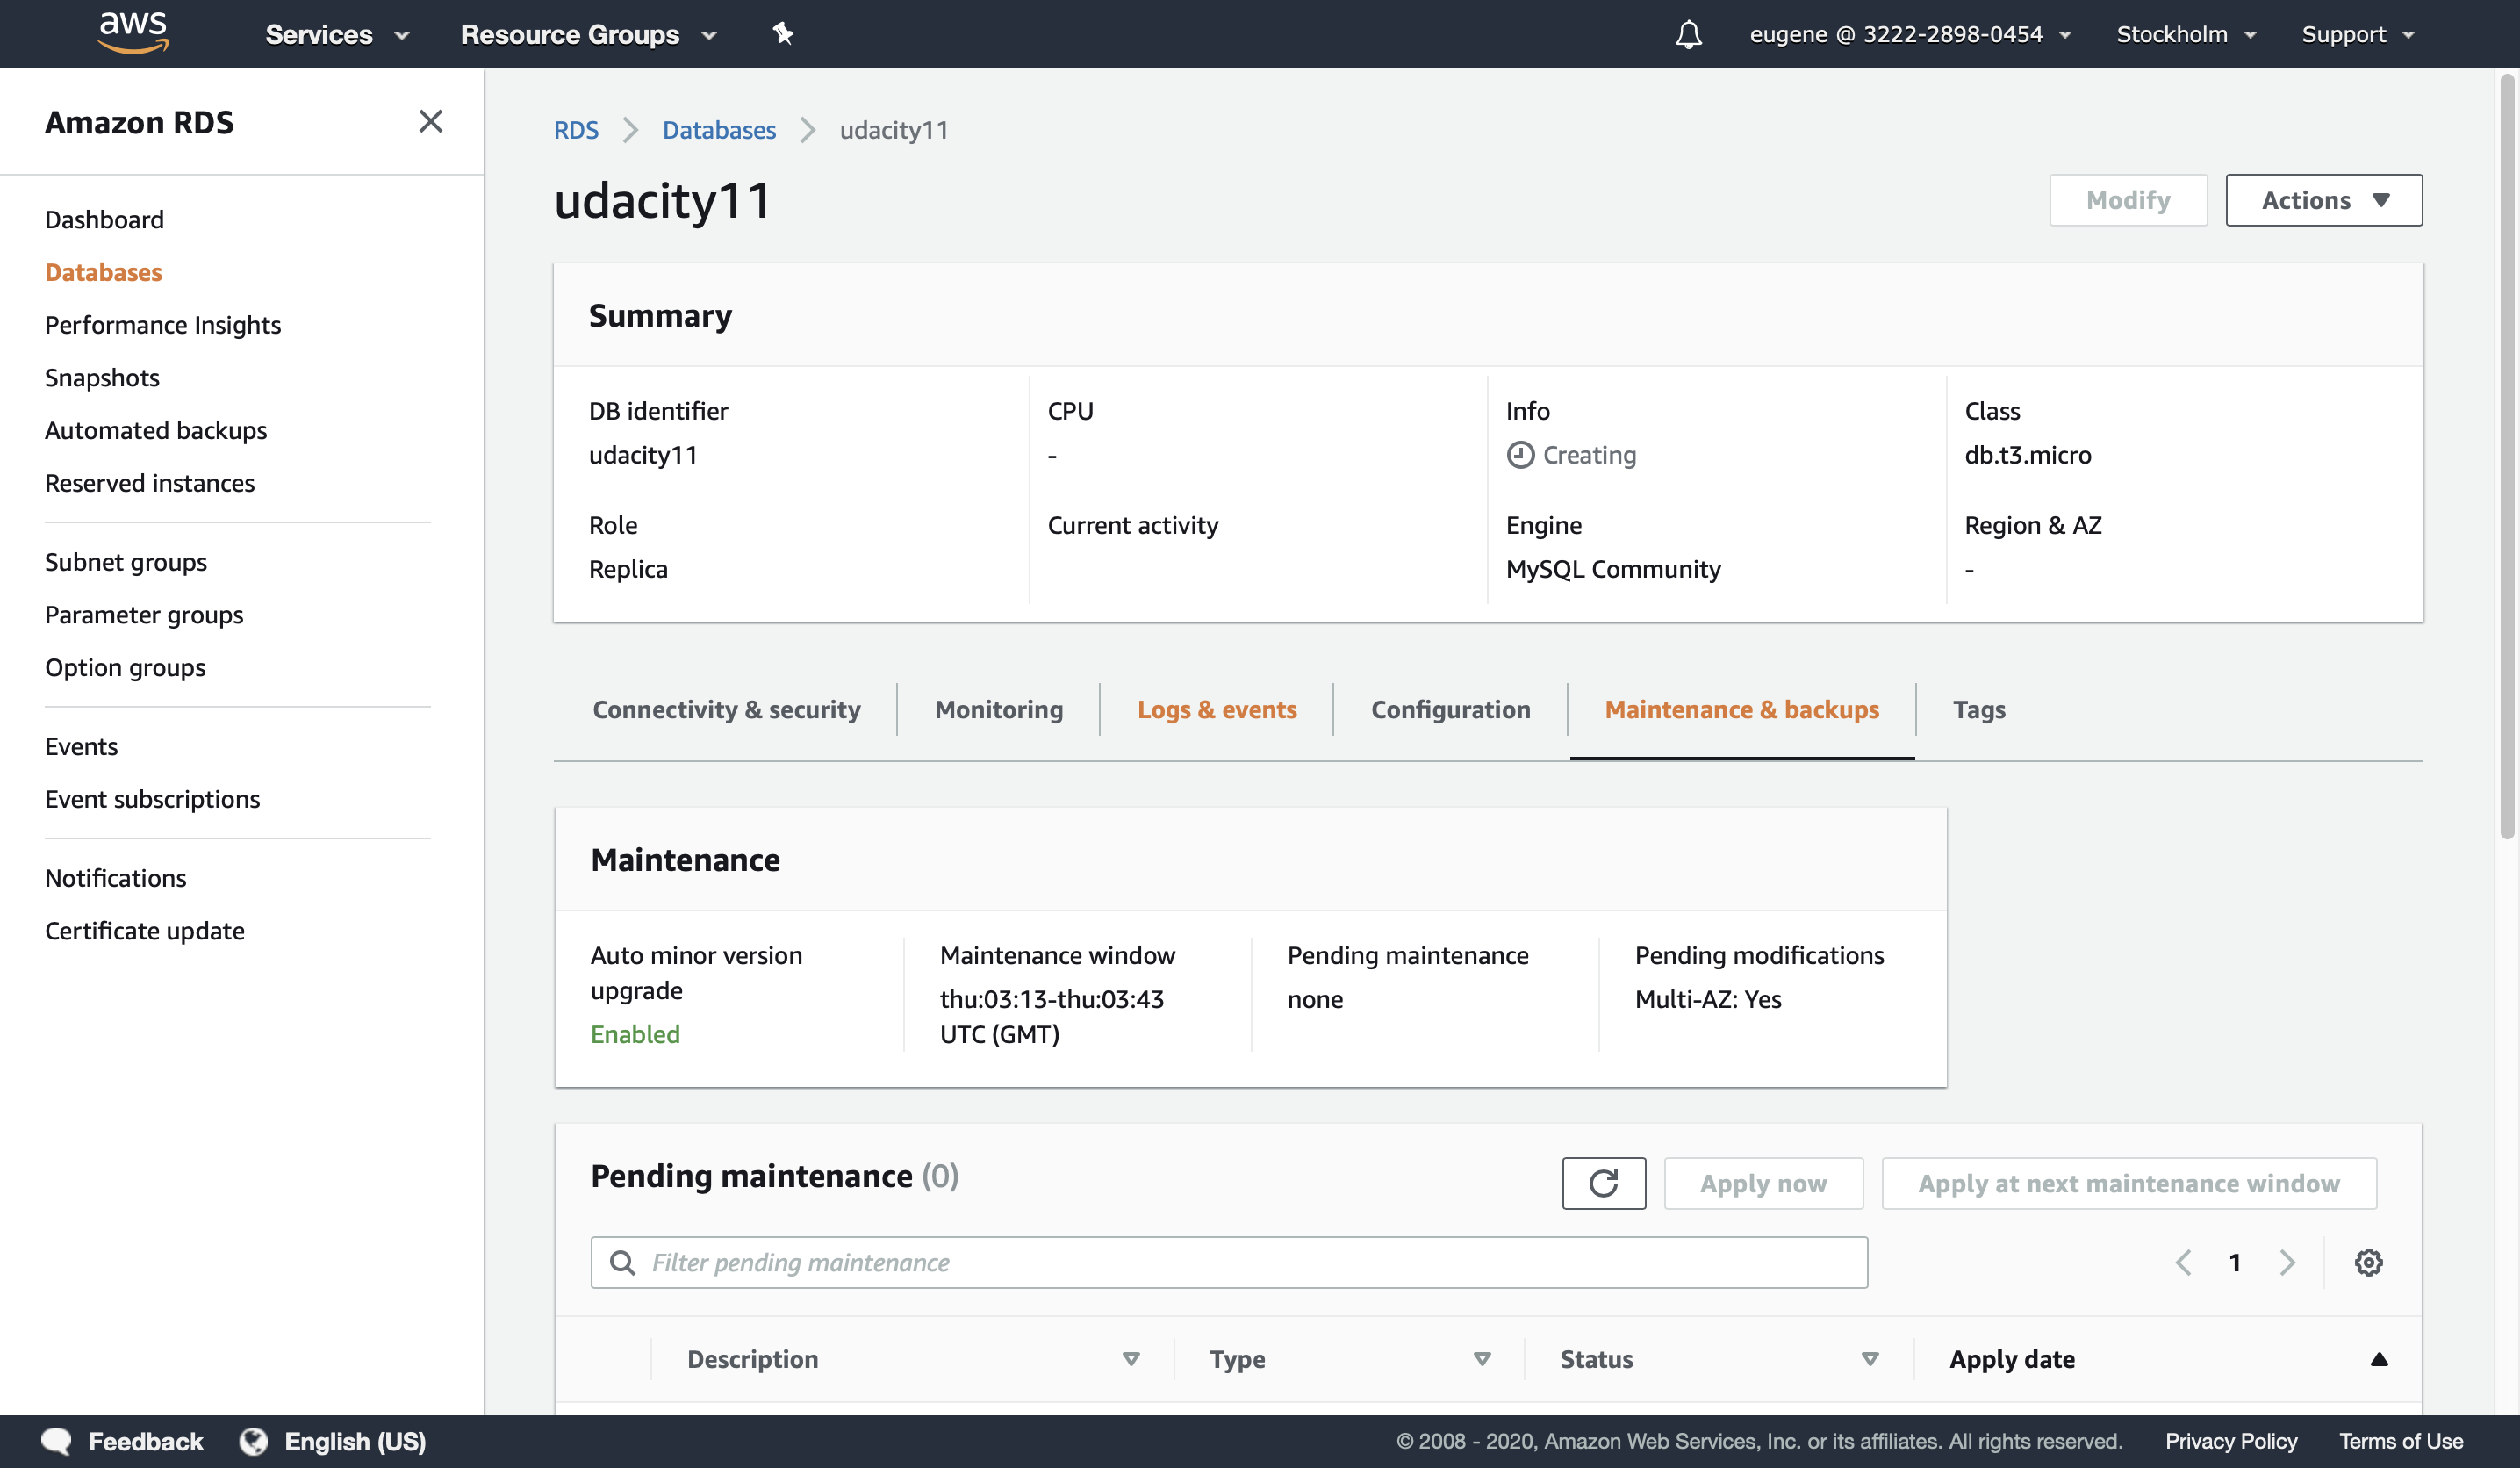 aws
Services
Resource Groups
eugene @ 3222-2898-0454
Stockholm
Support
Amazon RDS
Dashboard
Databases
Performance Insights
Snapshots
Automated backups
Reserved instances
Subnet groups
Parameter groups
Option groups
Events
Event subscriptions
Notifications
Certificate update
RDS
Databases
udacity11
udacity11
Modify
Actions
Summary
DB identifier
udacity11
CPU
-
Info
Creating
Class
db.t3.micro
Role
Replica
Current activity
Engine
MySQL Community
Region & AZ
-
Connectivity & security
Monitoring
Logs & events
Configuration
Maintenance & backups
Tags
Maintenance
Auto minor version
upgrade
Enabled
Maintenance window
thu:03:13-thu:03:43
UTC (GMT)
Pending maintenance
none
Pending modifications
Multi-AZ: Yes
Pending maintenance (0)
Apply now
Apply at next maintenance window
Filter pending maintenance
1
Description
Type
Status
Apply date
Feedback
English (US)
© 2008 - 2020, Amazon Web Services, Inc. or its affiliates. All rights reserved.
Privacy Policy
Terms of Use